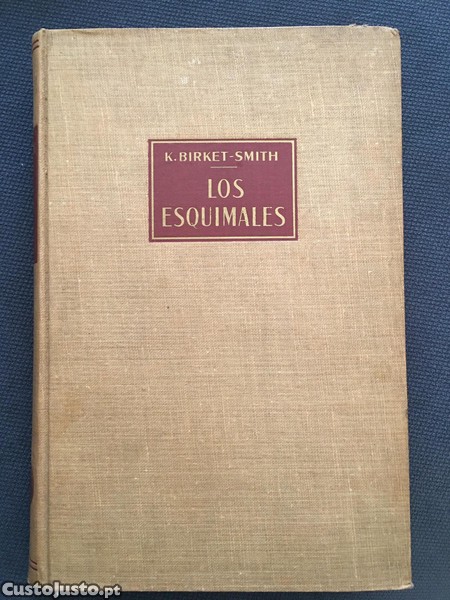 K. BIRKET-SMITH
LOS
ESQUIMALES
CustoJusto.pt